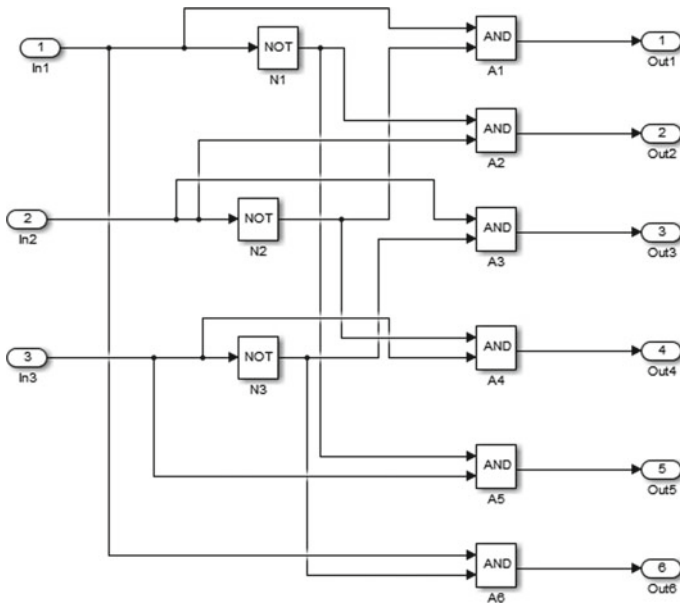 1
In1
NOT
N1
AND
A1
1
Out1
AND
A2
2
Out2
2
In2
NOT
N2
AND
A3
3
Out3
3
In3
NOT
N3
AND
A4
4
Out4
AND
A5
5
Out5
AND
A6
6
Out6